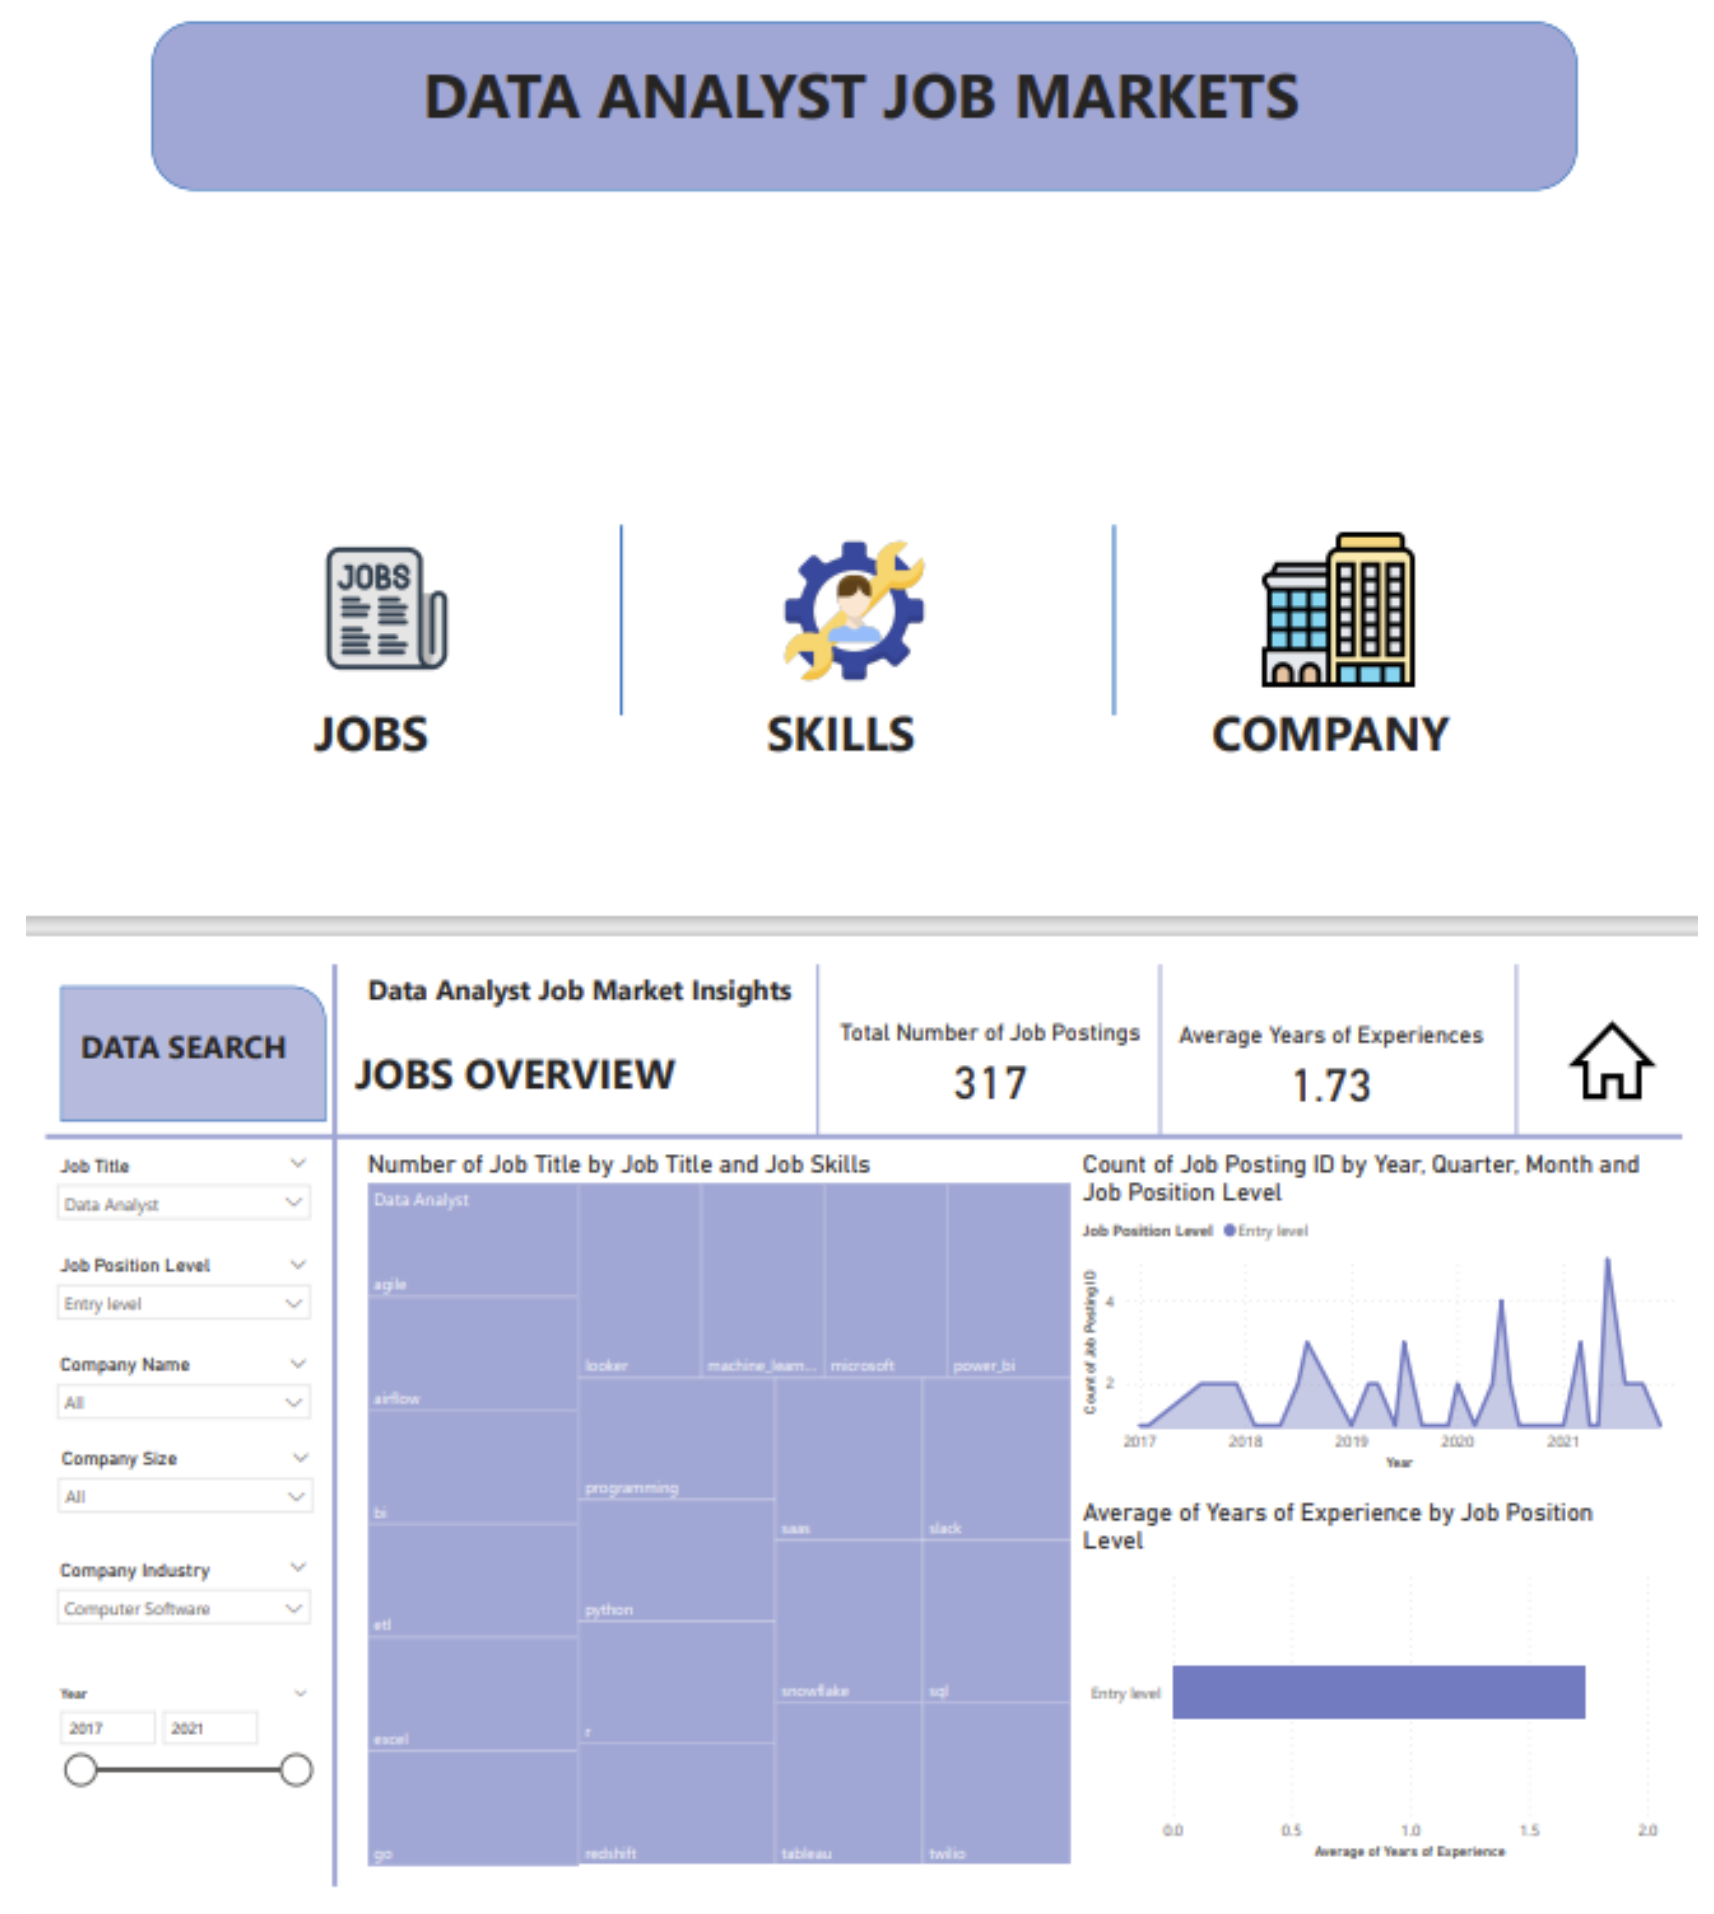 DATA ANALYST JOB MARKETS
JOBS
JOBS
SKILLS
COMPANY
DATA SEARCH
Data Analyst Job Market Insights
JOBS OVERVIEW
Total Number of Job Postings
317
Average Years of Experiences
1.73
Job Title
Data Analyst
Job Position Level
Entry level
Company Name
All
Company Size
All
Company Industry
Computer Software
Year
2017
2021
Number of Job Title by Job Title and Job Skills
Data Analyst
agile
airflow
bi
etl
excel
go
looker
machine_learn...
microsoft
power_bi
programming
python
r
redshift
saas
slack
snowflake
sql
tableau
twilio
Count of Job Posting ID by Year, Quarter, Month and
Job Position Level
Job Position Level Entry level
Count of Job Posting ID
4
2
2017 2018 2019 2020 2021
Year
Average of Years of Experience by Job Position
Level
Entry level
0.0 0.5 1.0 1.5 2.0
Average of Years of Experience